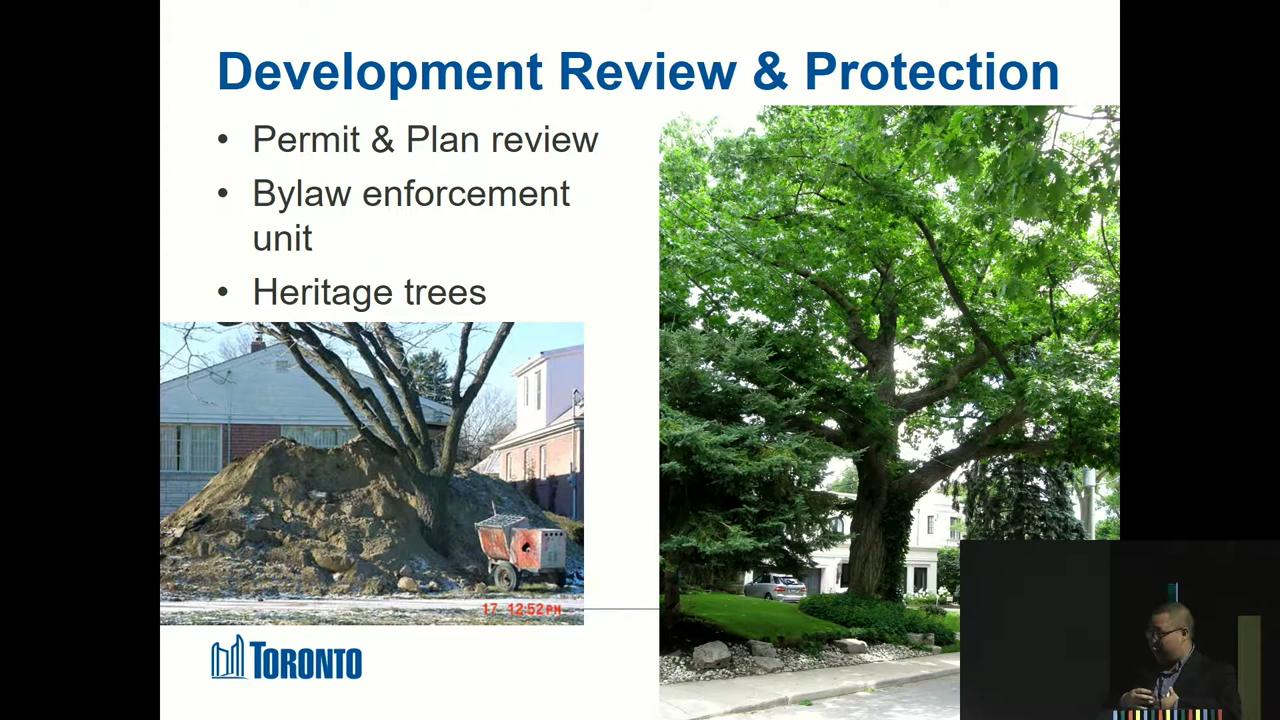 Development Review & Protection
• Permit & Plan review
• Bylaw enforcement
unit
• Heritage trees
17 12:52PM
TORONTO